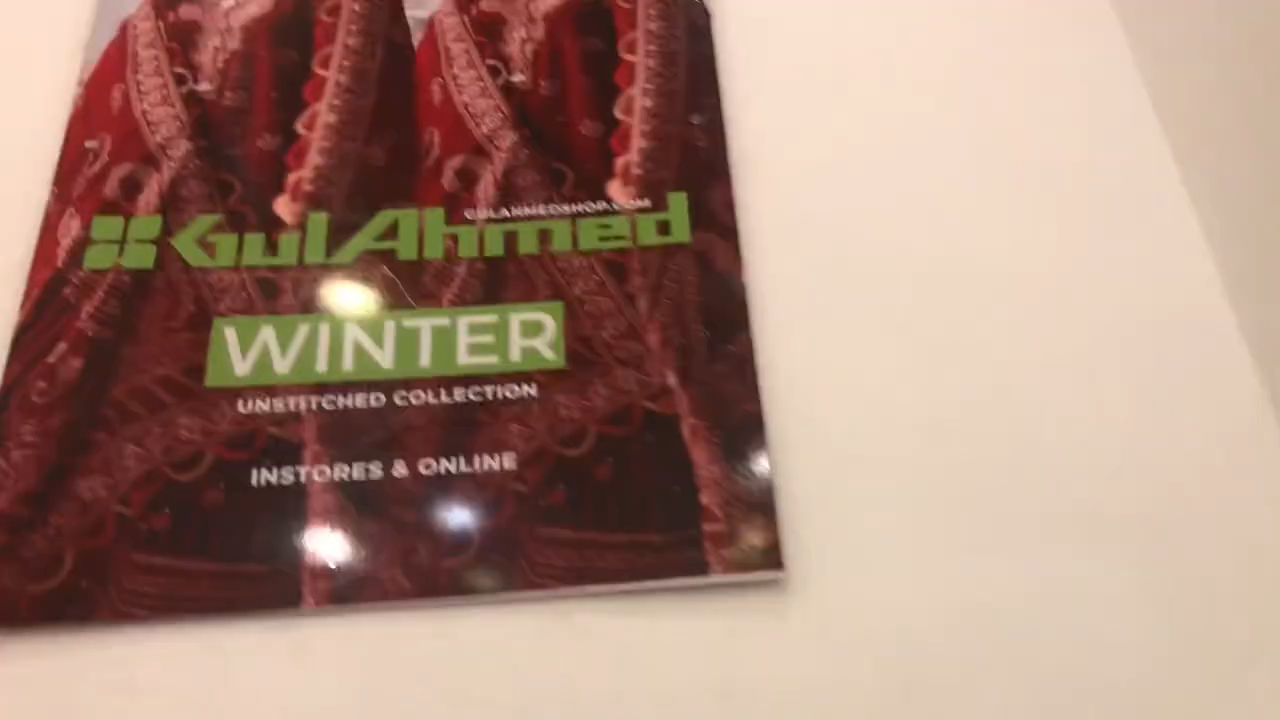 GULAHMEDSHOP.COM
GulAhmed
WINTER
UNSTITCHED COLLECTION
INSTORES & ONLINE